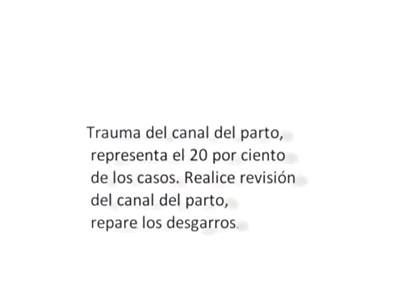 Trauma del canal del parto,
representa el 20 por ciento
de los casos. Realice revisión
del canal del parto,
repare los desgarros.